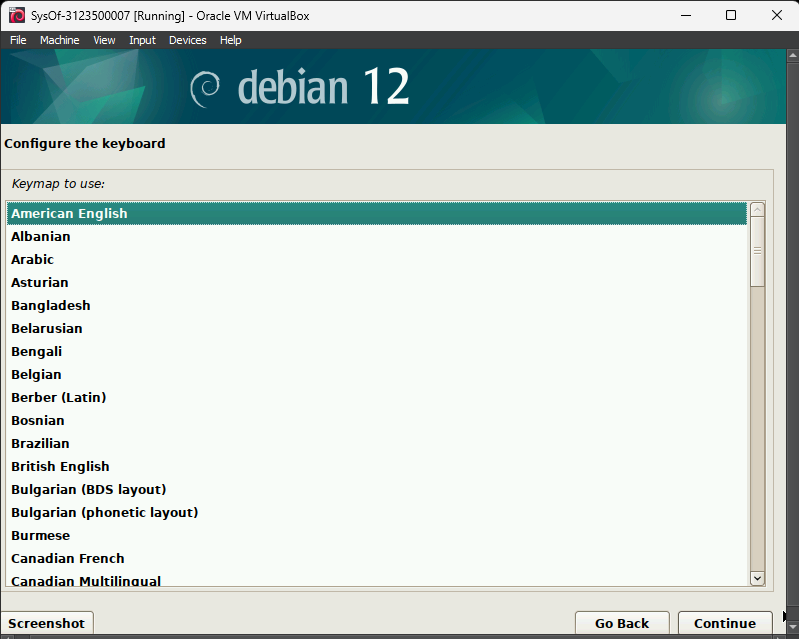 SysOf-3123500007 [Running] - Oracle VM VirtualBox
File Machine View Input Devices Help
debian 12
Configure the keyboard
Keymap to use:
American English
Albanian
Arabic
Asturian
Bangladesh
Belarusian
Bengali
Belgian
Berber (Latin)
Bosnian
Brazilian
British English
Bulgarian (BDS layout)
Bulgarian (phonetic layout)
Burmese
Canadian French
Canadian Multilingual
Screenshot Go Back Continue